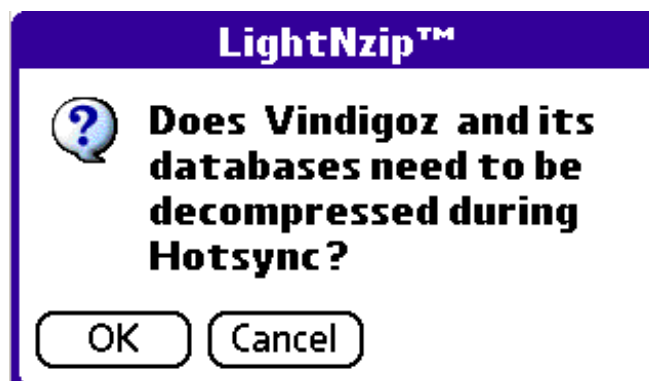 LightNzip™
Does Vindigoz and its
databases need to be
decompressed during
Hotsync?
OK Cancel